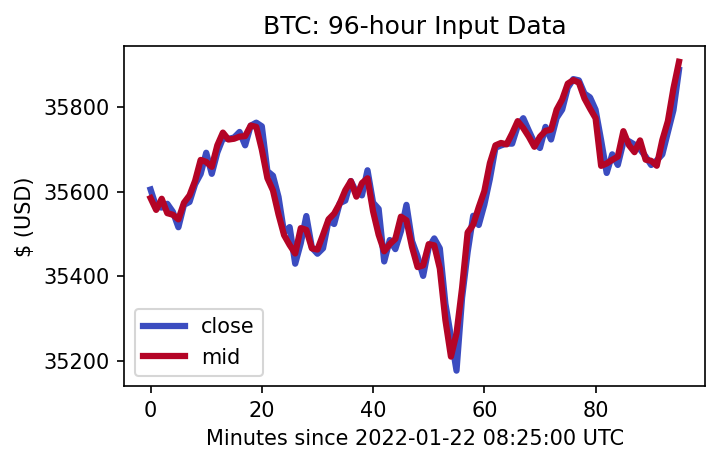 BTC: 96-hour Input Data
$ (USD)
35800
35600
35400
35200
close
mid
0
20
40
60
80
Minutes since 2022-01-22 08:25:00 UTC